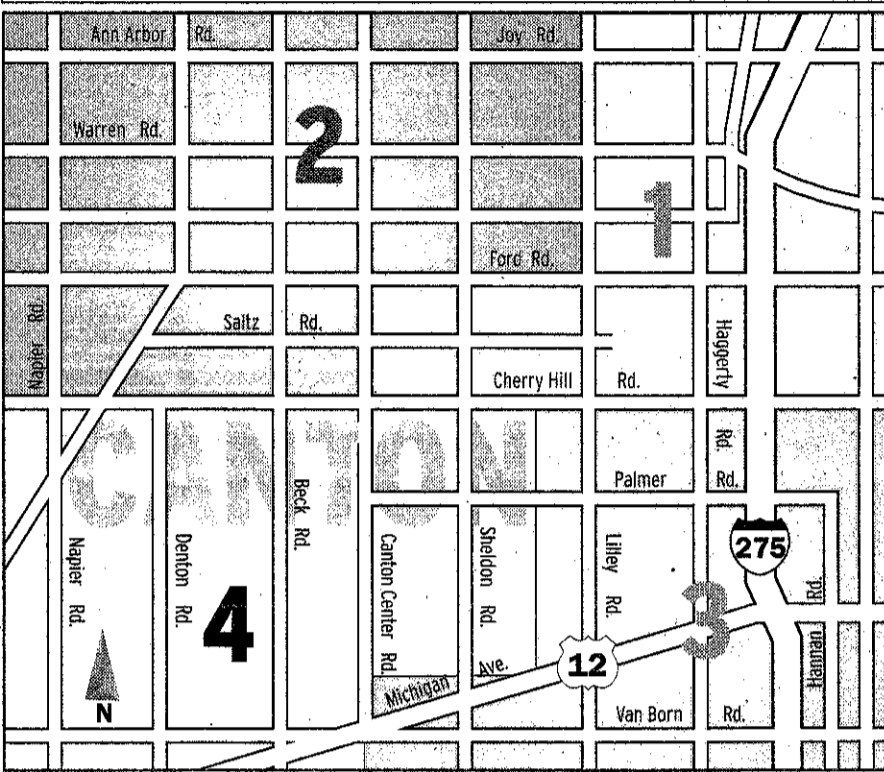 Ann Arbor Rd.
Joy Rd.
2
Warren Rd.
1
Ford Rd.
Napier Rd.
Saltz Rd.
Haggerty Rd.
Cherry Hill Rd.
CANTON
Palmer Rd.
Napier Rd.
Denton Rd.
Beck Rd.
Canton Center Rd.
Sheldon Rd.
Lilley Rd.
275
Hannan Rd.
4
3
12
Michigan Ave.
N
Van Born Rd.